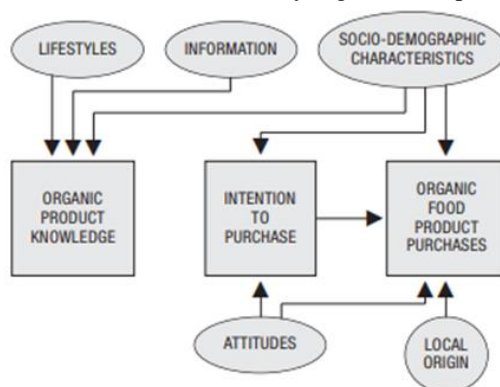 LIFESTYLES
INFORMATION
SOCIO-DEMOGRAPHIC
CHARACTERISTICS
ORGANIC
PRODUCT
KNOWLEDGE
INTENTION
TO
PURCHASE
ORGANIC
FOOD
PRODUCT
PURCHASES
ATTITUDES
LOCAL
ORIGIN